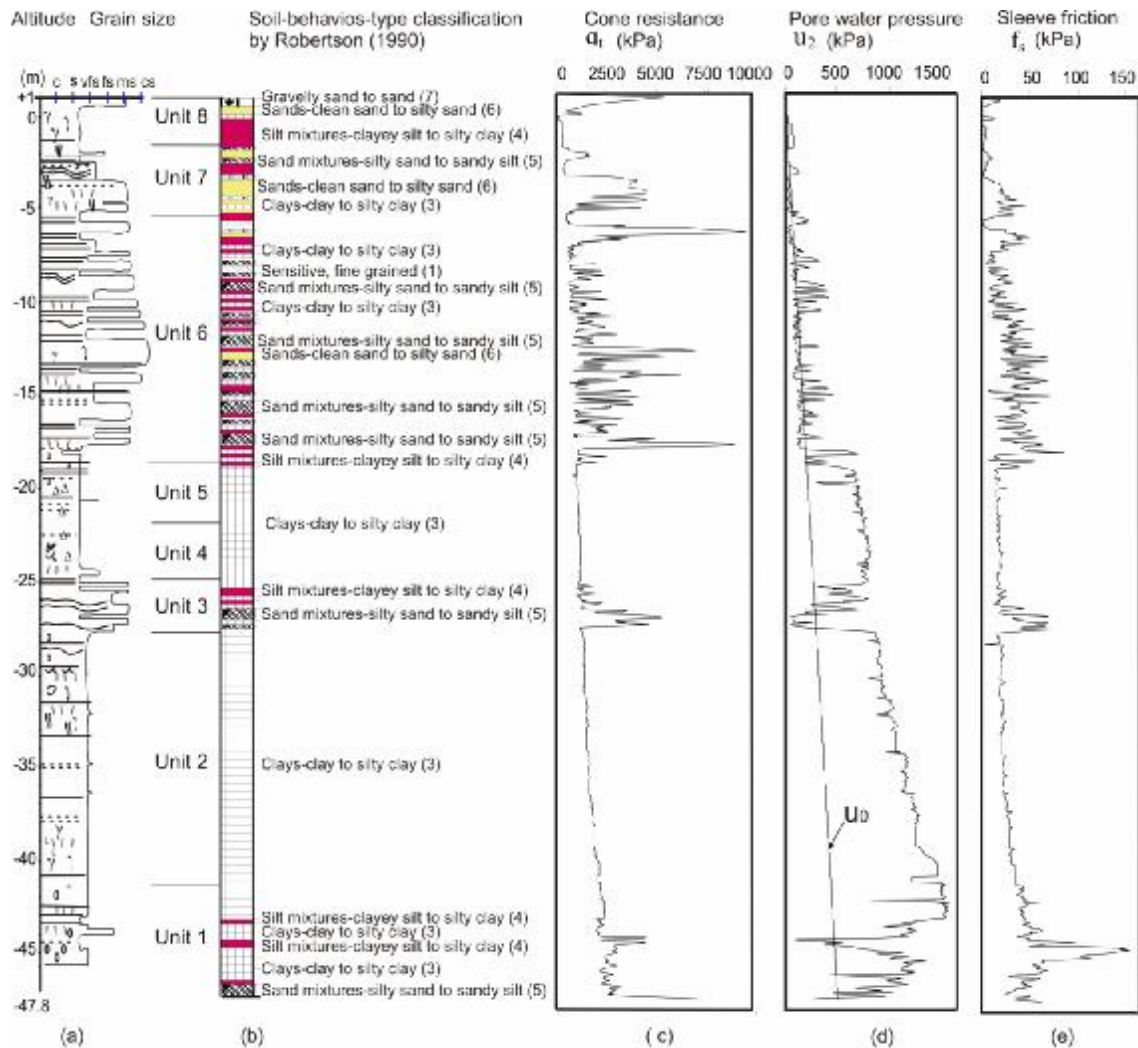 Altitude Grain size
Soil-behavios-type classification
by Robertson (1990)
Cone resistance
qt (kPa)
Pore water pressure
u2 (kPa)
Sleeve friction
fs (kPa)
(m) c s vfs fs ms cs
0 2500 5000 7500 10000
0 500 1000 1500
0 50 100 150
+1
0
-5
-10
-15
-20
-25
-30
-35
-40
-45
-47.8
Unit 8
Unit 7
Unit 6
Unit 5
Unit 4
Unit 3
Unit 2
Unit 1
Gravelly sand to sand (7)
Sands-clean sand to silty sand (6)
Silt mixtures-clayey silt to silty clay (4)
Sand mixtures-silty sand to sandy silt (5)
Sands-clean sand to silty sand (6)
Clays-clay to silty clay (3)
Clays-clay to silty clay (3)
Sensitive, fine grained (1)
Sand mixtures-silty sand to sandy silt (5)
Clays-clay to silty clay (3)
Sand mixtures-silty sand to sandy silt (5)
Sands-clean sand to silty sand (6)
Sand mixtures-silty sand to sandy silt (5)
Sand mixtures-silty sand to sandy silt (5)
Silt mixtures-clayey silt to silty clay (4)
Clays-clay to silty clay (3)
Silt mixtures-clayey silt to silty clay (4)
Sand mixtures-silty sand to sandy silt (5)
Clays-clay to silty clay (3)
Silt mixtures-clayey silt to silty clay (4)
Clays-clay to silty clay (3)
Silt mixtures-clayey silt to silty clay (4)
Clays-clay to silty clay (3)
Sand mixtures-silty sand to sandy silt (5)
u0
(a) (b) (c) (d) (e)